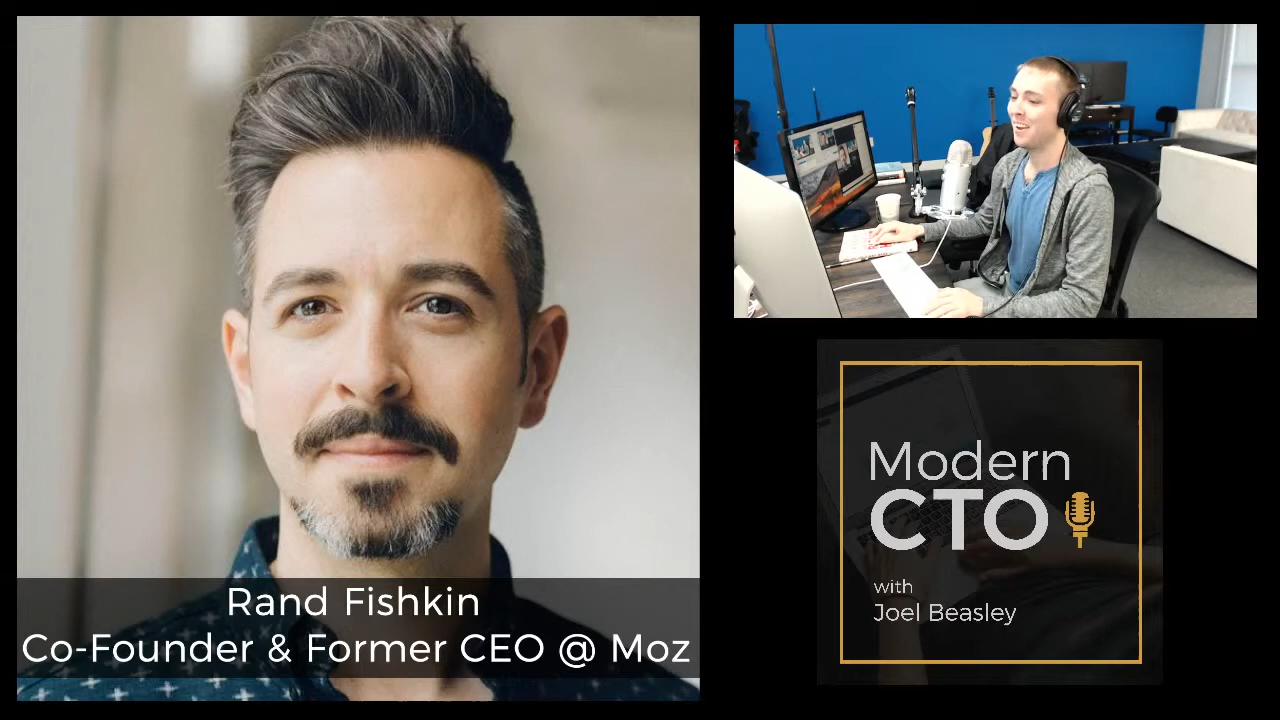 Rand Fishkin
Co-Founder & Former CEO @ Moz
Modern
CTO
with
Joel Beasley